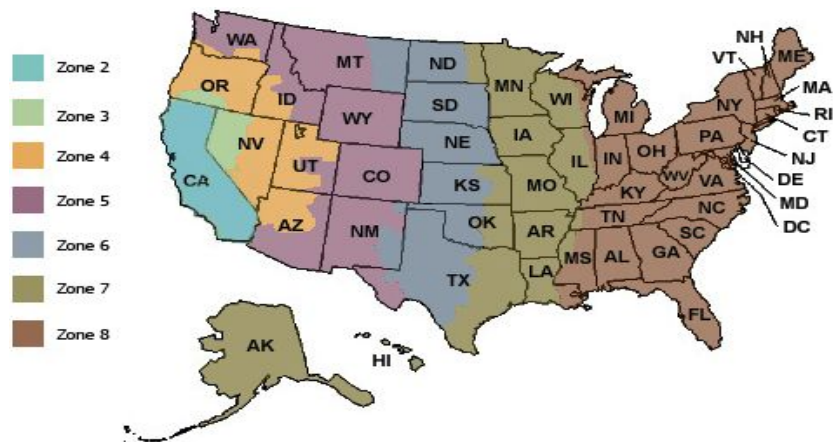 Zone 2
Zone 3
Zone 4
Zone 5
Zone 6
Zone 7
Zone 8
WA
OR
CA
ID
NV
UT
AZ
MT
WY
CO
NM
ND
SD
NE
KS
OK
TX
MN
IA
MO
AR
LA
WI
IL
MS
MI
IN
OH
KY
TN
AL
WV
VA
NC
SC
GA
FL
PA
NY
VT
NH
ME
MA
RI
CT
NJ
DE
MD
DC
AK
HI